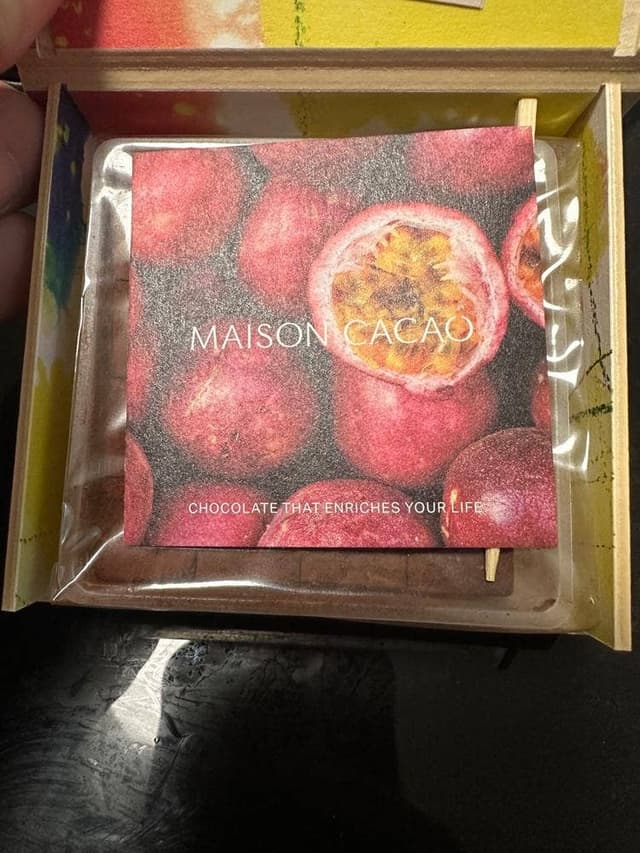 MAISON CACAO
CHOCOLATE THAT ENRICHES YOUR LIFE